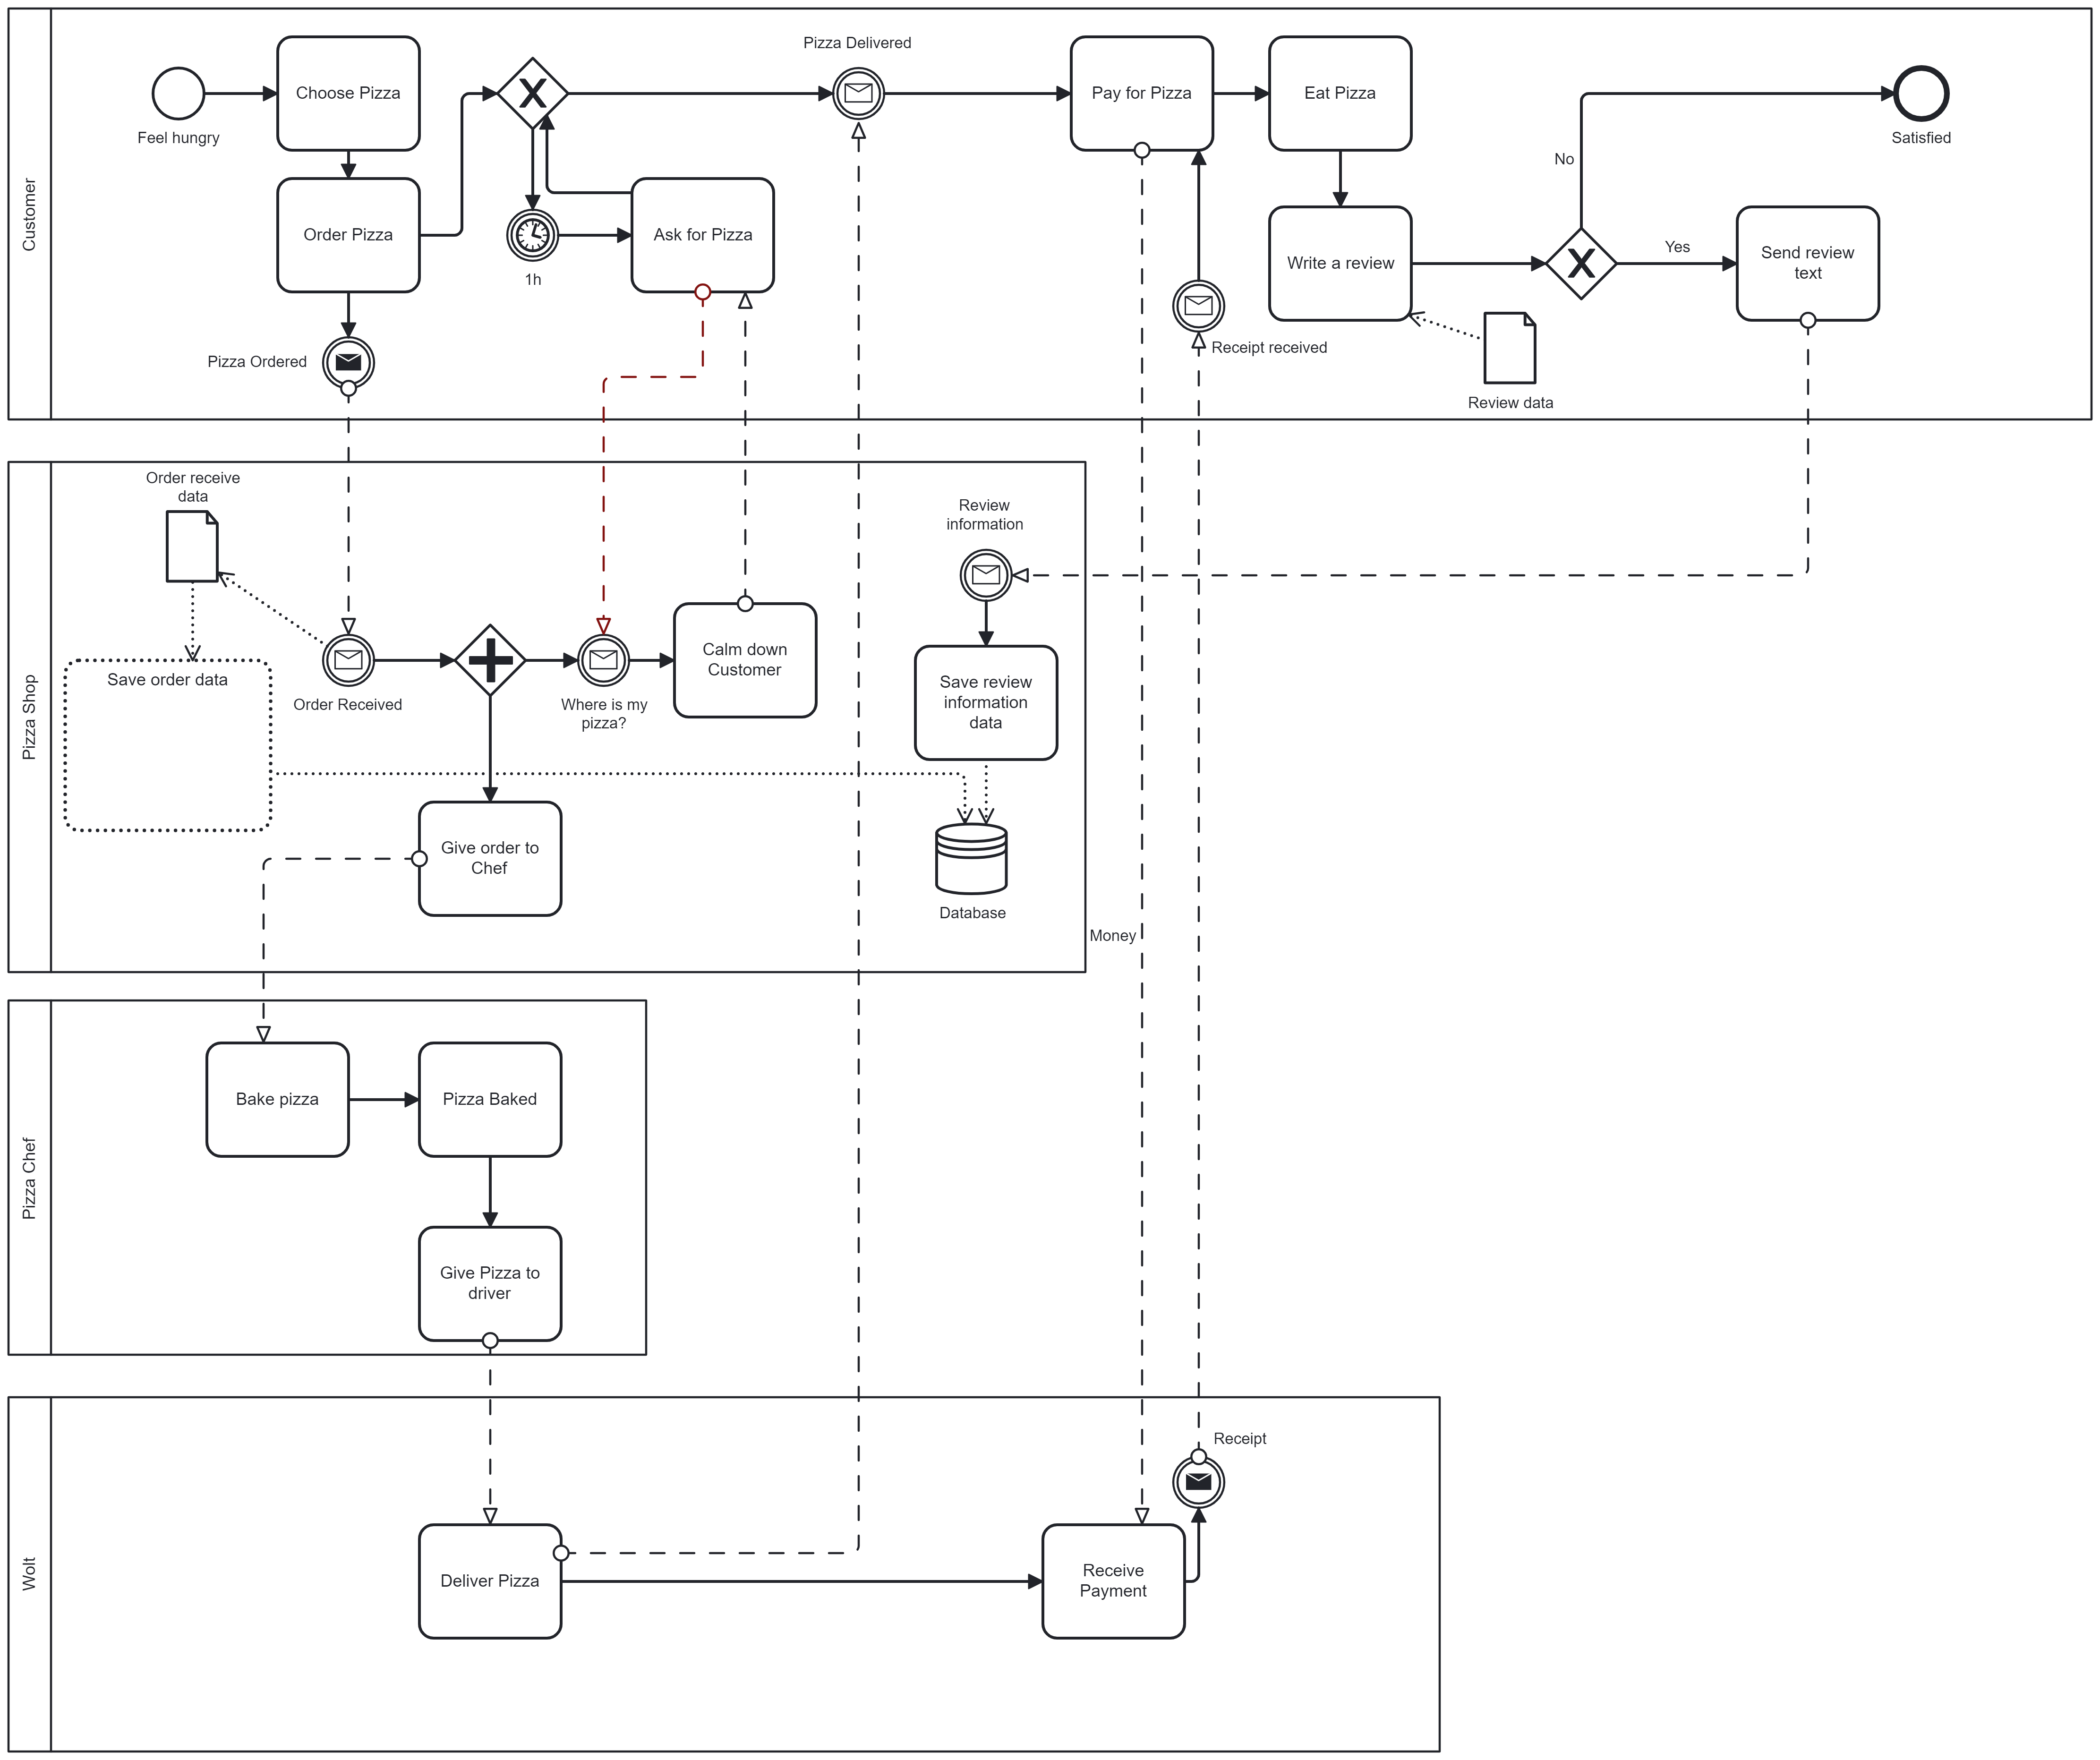 Customer
Pizza Delivered
Choose Pizza
Pay for Pizza
Eat Pizza
Feel hungry
Satisfied
No
Order Pizza
Ask for Pizza
Write a review
Yes
Send review
text
1h
Pizza Ordered
Receipt received
Review data
Pizza Shop
Order receive
data
Review
information
Save order data
Order Received
Where is my
pizza?
Calm down
Customer
Save review
information
data
Give order to
Chef
Database
Money
Pizza Chef
Bake pizza
Pizza Baked
Give Pizza to
driver
Wolt
Receipt
Deliver Pizza
Receive
Payment